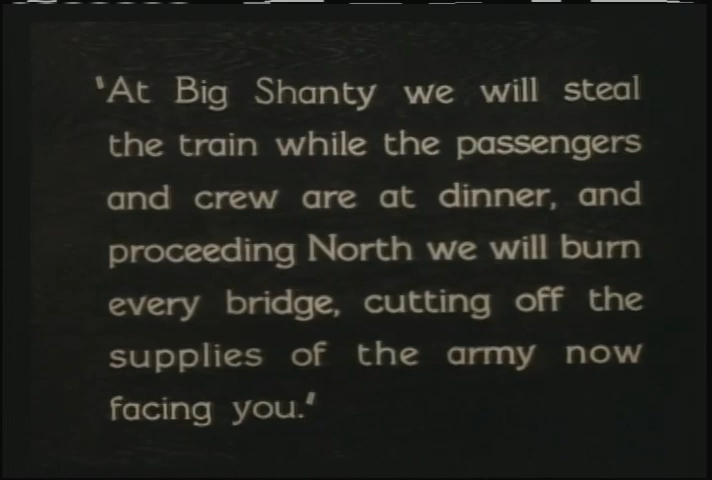 "At Big Shanty we will steal
the train while the passengers
and crew are at dinner, and
proceeding North we will burn
every bridge, cutting off the
supplies of the army now
facing you."